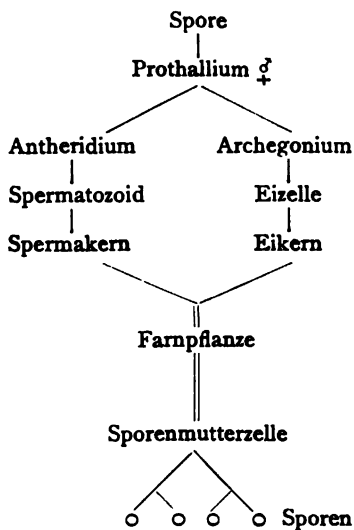 Spore
Prothallium ⚥
Antheridium Archegonium
Spermatozoid Eizelle
Spermakern Eikern
Farnpflanze
Sporenmutterzelle
Sporen